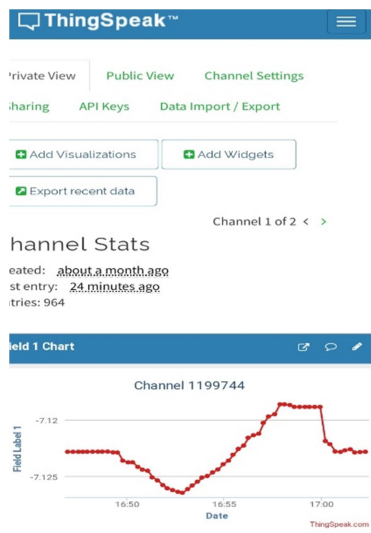 ThingSpeak™
Private View Public View Channel Settings
Sharing API Keys Data Import / Export
Add Visualizations Add Widgets
Export recent data
Channel 1 of 2 < >
hannel Stats
eated: about a month ago
st entry: 24 minutes ago
tries: 964
ield 1 Chart
Channel 1199744
Field Label 1
-7.12
-7.125
16:50 16:55 17:00
Date
ThingSpeak.com